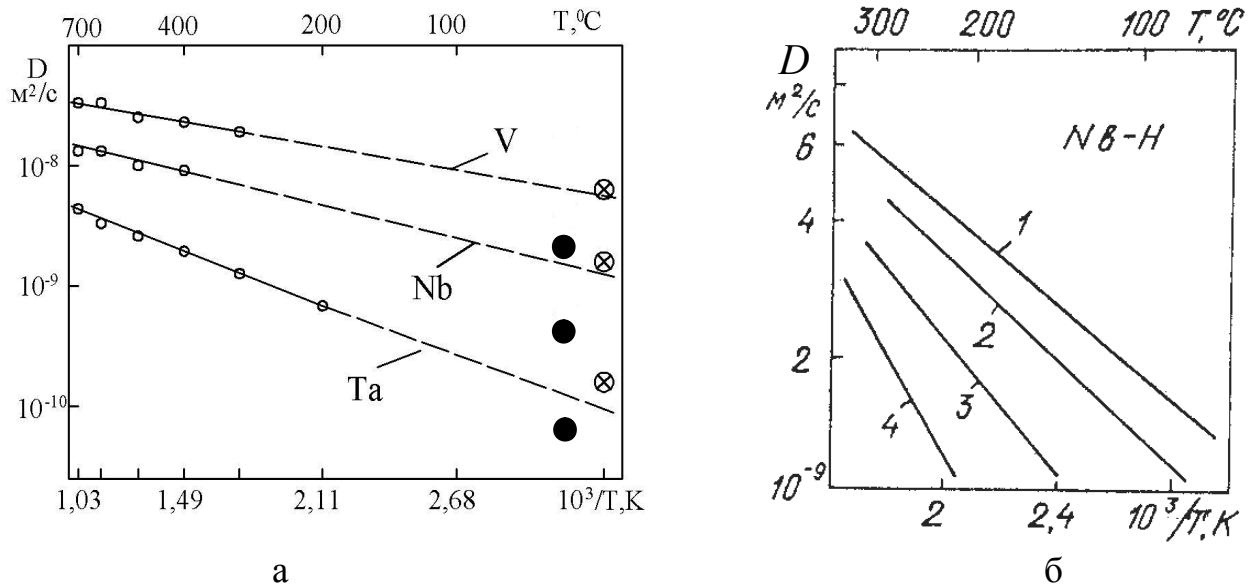 700 400 200 100 T,⁰C
D
м²/с
10⁻⁸
10⁻⁹
10⁻¹⁰
V
Nb
Ta
1,03 1,49 2,11 2,68 10³/T,K
а
300 200 100 T,°C
D
м²/с
6
4
2
10⁻⁹
Nв-H
1
2
3
4
2 2,4 10³/T,K
б